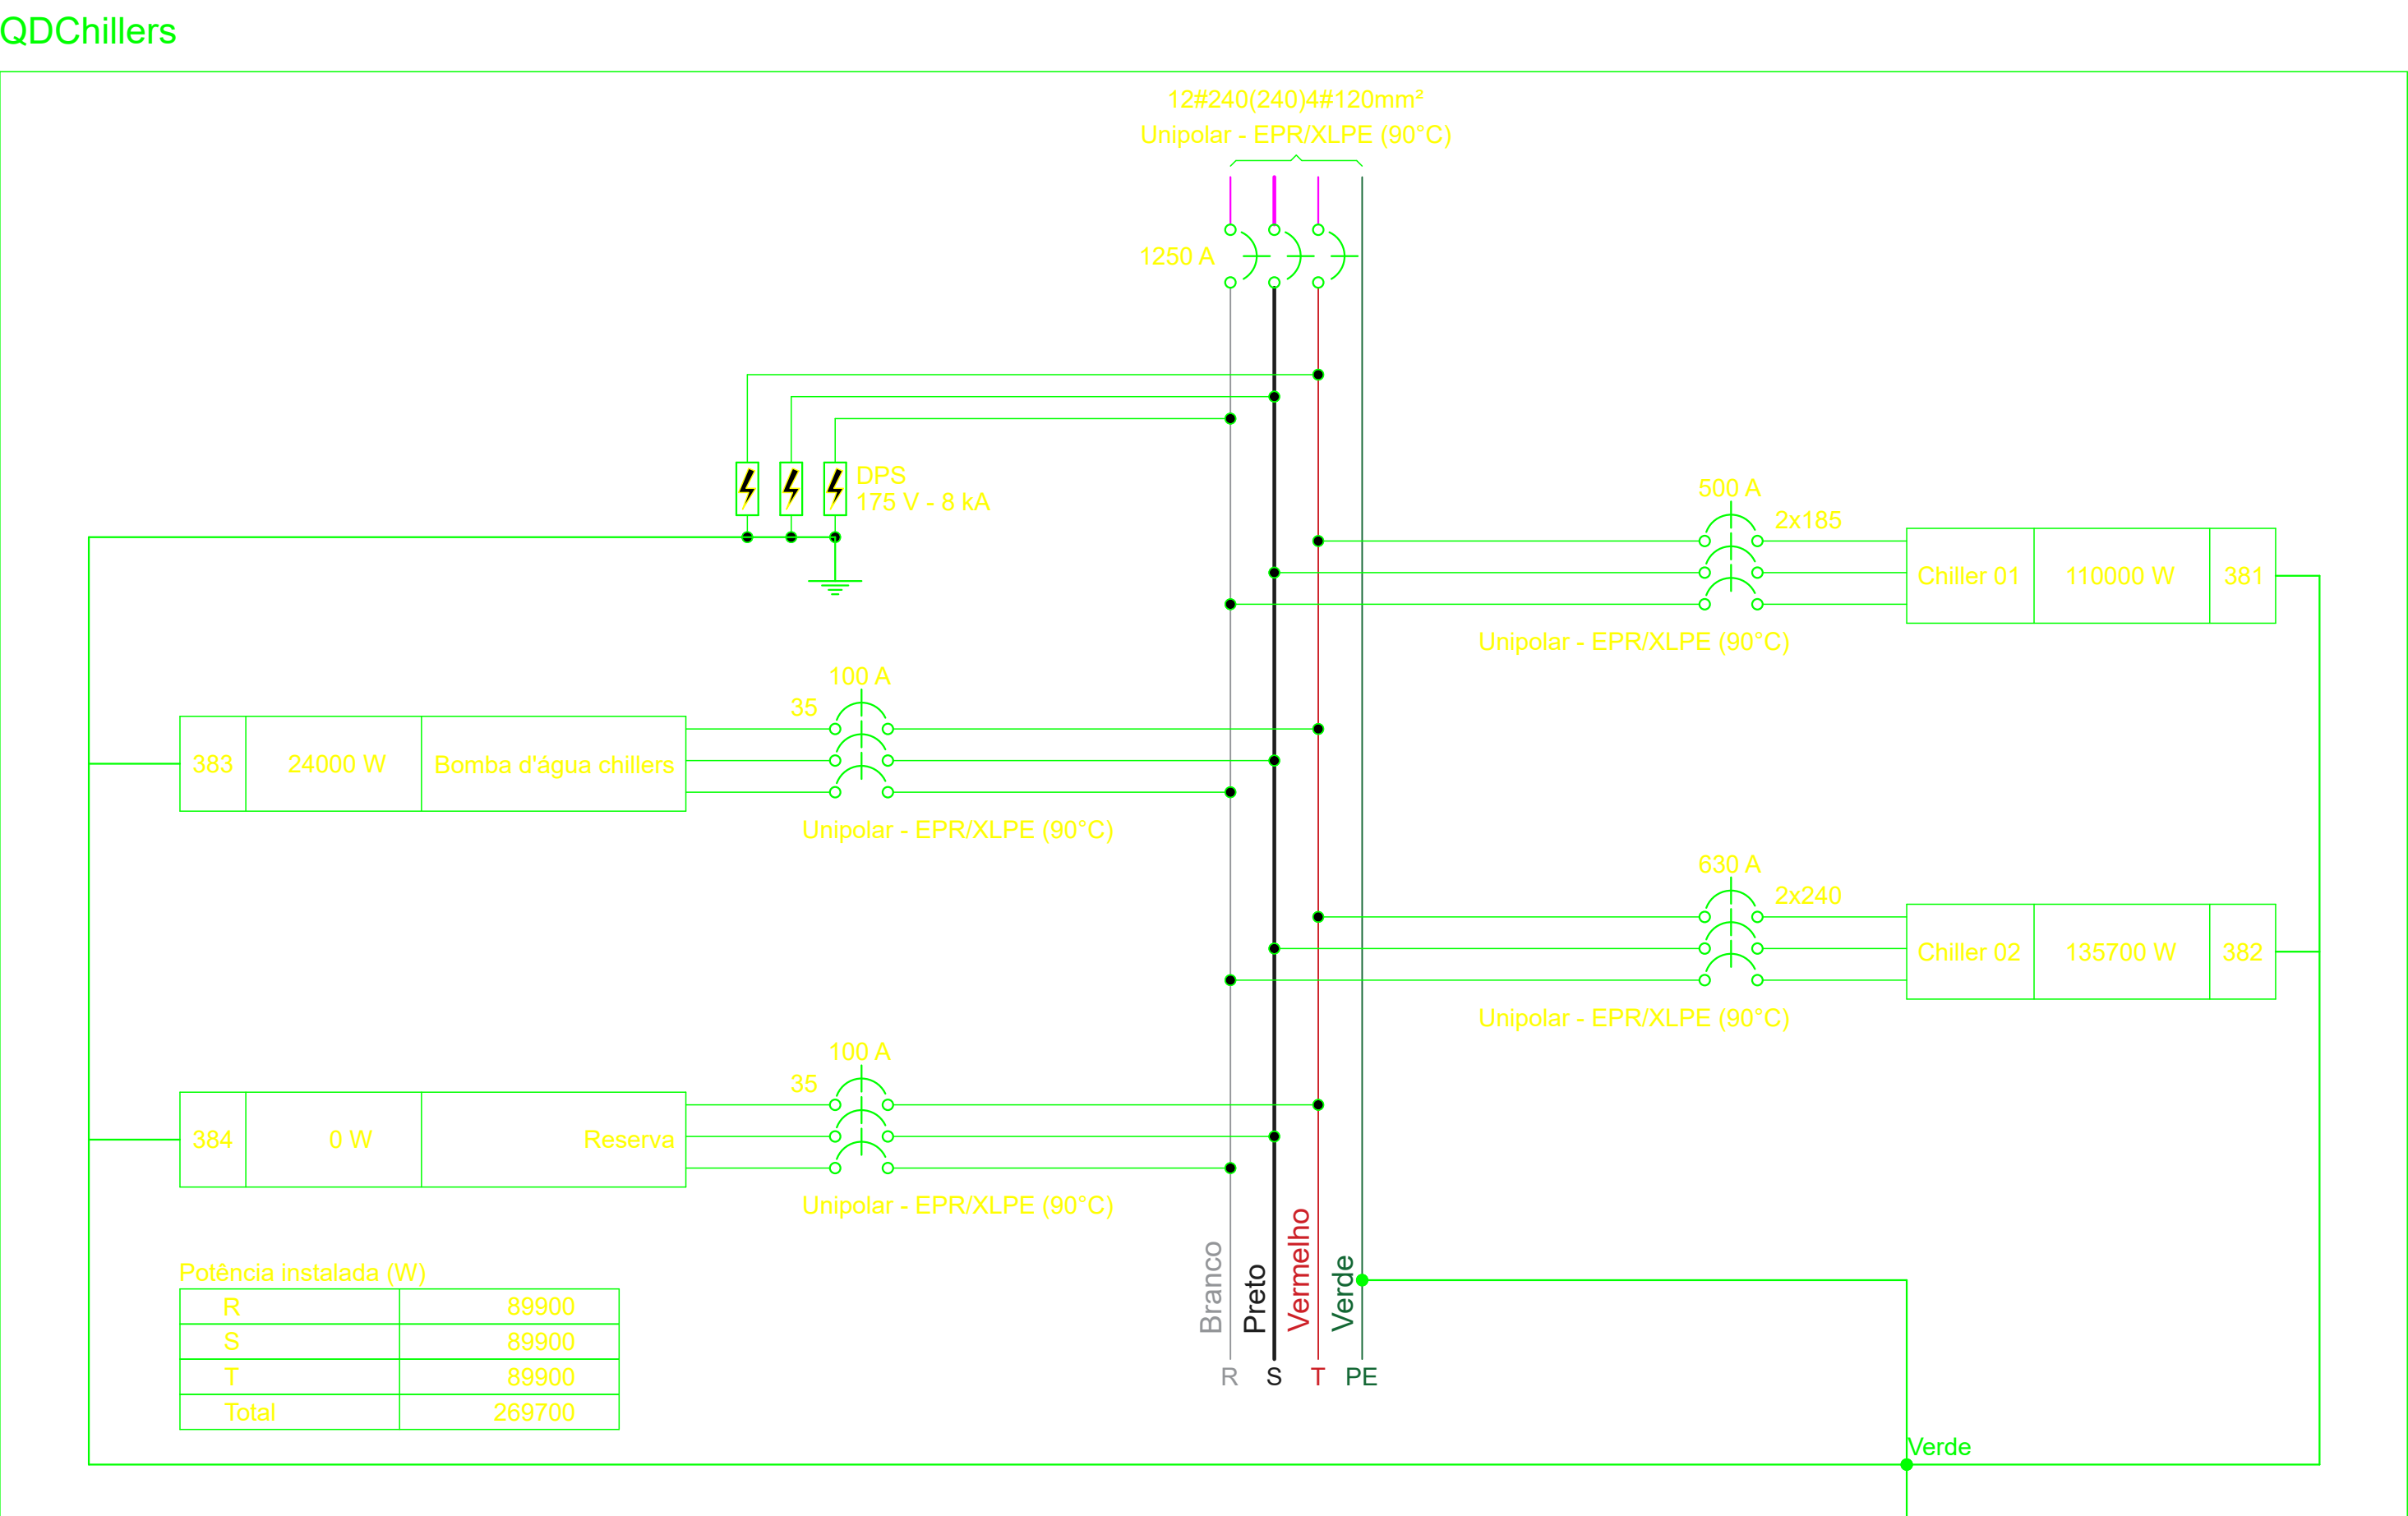 QDChillers
12#240(240)4#120mm²
Unipolar - EPR/XLPE (90°C)
1250 A
DPS
175 V - 8 kA
500 A
2x185
Chiller 01 110000 W 381
Unipolar - EPR/XLPE (90°C)
100 A
35
383 24000 W Bomba d'água chillers
Unipolar - EPR/XLPE (90°C)
630 A
2x240
Chiller 02 135700 W 382
Unipolar - EPR/XLPE (90°C)
100 A
35
384 0 W Reserva
Unipolar - EPR/XLPE (90°C)
Potência instalada (W)
R 89900
S 89900
T 89900
Total 269700
Branco
Preto
Vermelho
Verde
R S T PE
Verde